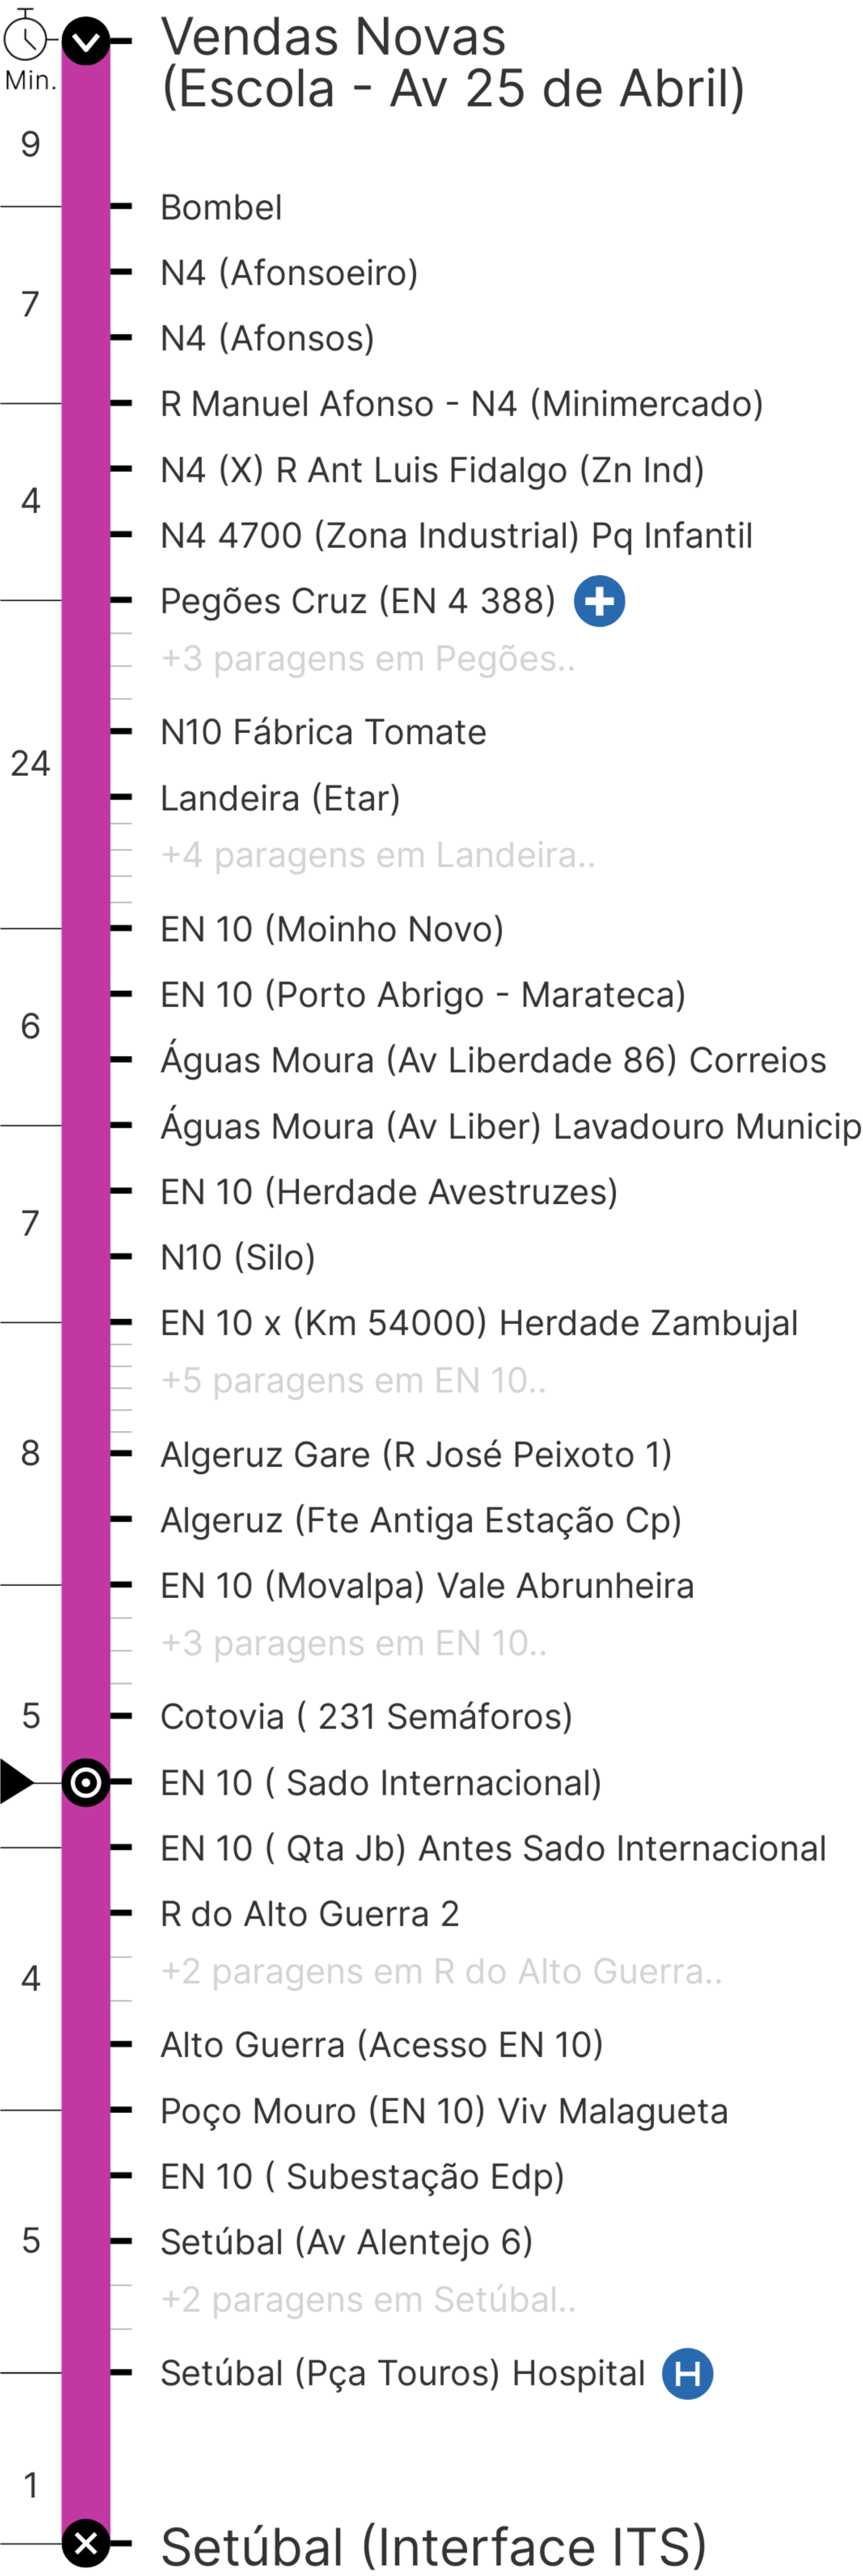 Vendas Novas
(Escola - Av 25 de Abril)
Min.
9
Bombel
N4 (Afonsoeiro)
7
N4 (Afonsos)
R Manuel Afonso - N4 (Minimercado)
N4 (X) R Ant Luis Fidalgo (Zn Ind)
4
N4 4700 (Zona Industrial) Pq Infantil
Pegões Cruz (EN 4 388)
+3 paragens em Pegões..
N10 Fábrica Tomate
24
Landeira (Etar)
+4 paragens em Landeira..
EN 10 (Moinho Novo)
EN 10 (Porto Abrigo - Marateca)
6
Águas Moura (Av Liberdade 86) Correios
Águas Moura (Av Liber) Lavadouro Municip
EN 10 (Herdade Avestruzes)
7
N10 (Silo)
EN 10 x (Km 54000) Herdade Zambujal
+5 paragens em EN 10..
8
Algeruz Gare (R José Peixoto 1)
Algeruz (Fte Antiga Estação Cp)
EN 10 (Movalpa) Vale Abrunheira
+3 paragens em EN 10..
5
Cotovia ( 231 Semáforos)
EN 10 ( Sado Internacional)
EN 10 ( Qta Jb) Antes Sado Internacional
R do Alto Guerra 2
+2 paragens em R do Alto Guerra..
4
Alto Guerra (Acesso EN 10)
Poço Mouro (EN 10) Viv Malagueta
EN 10 ( Subestação Edp)
5
Setúbal (Av Alentejo 6)
+2 paragens em Setúbal..
Setúbal (Pça Touros) Hospital H
1
Setúbal (Interface ITS)